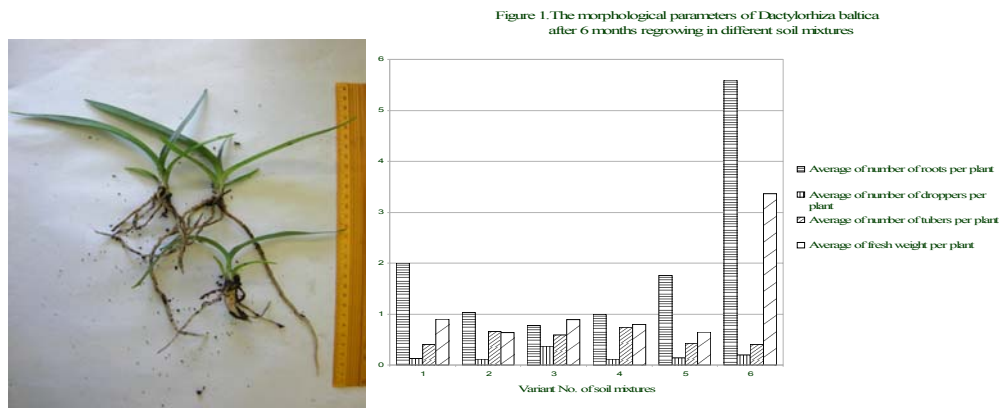 Figure 1. The morphological parameters of Dactylorhiza baltica
after 6 months regrowing in different soil mixtures
6
5
4
3
2
1
0
1 2 3 4 5 6
Variant No. of soil mixtures
Average of number of roots per plant
Average of number of droppers per
plant
Average of number of tubers per plant
Average of fresh weight per plant